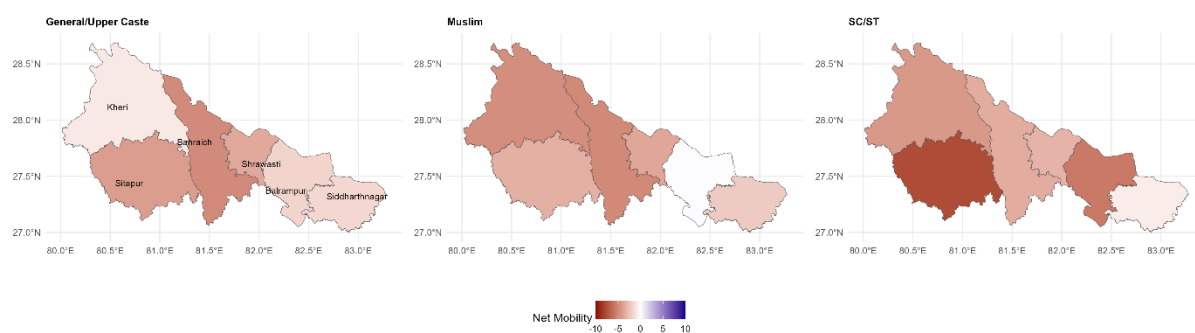 General/Upper Caste
Muslim
SC/ST
28.5°N
28.0°N
27.5°N
27.0°N
Kheri
Bahraich
Shrawasti
Sitapur
Balrampur
Siddharthnagar
80.0°E 80.5°E 81.0°E 81.5°E 82.0°E 82.5°E 83.0°E
28.5°N
28.0°N
27.5°N
27.0°N
80.0°E 80.5°E 81.0°E 81.5°E 82.0°E 82.5°E 83.0°E
28.5°N
28.0°N
27.5°N
27.0°N
80.0°E 80.5°E 81.0°E 81.5°E 82.0°E 82.5°E 83.0°E
Net Mobility
-10 -5 0 5 10